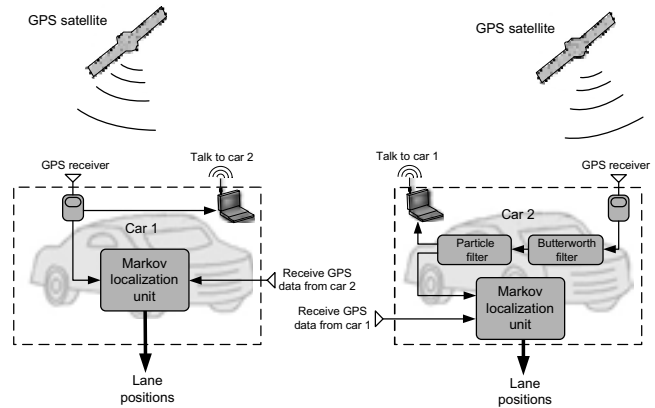 GPS satellite
GPS receiver
Talk to car 2
Car 1
Markov
localization
unit
Receive GPS
data from car 2
Lane
positions
GPS satellite
Talk to car 1
GPS receiver
Car 2
Particle
filter
Butterworth
filter
Markov
localization
unit
Receive GPS
data from car 1
Lane
positions